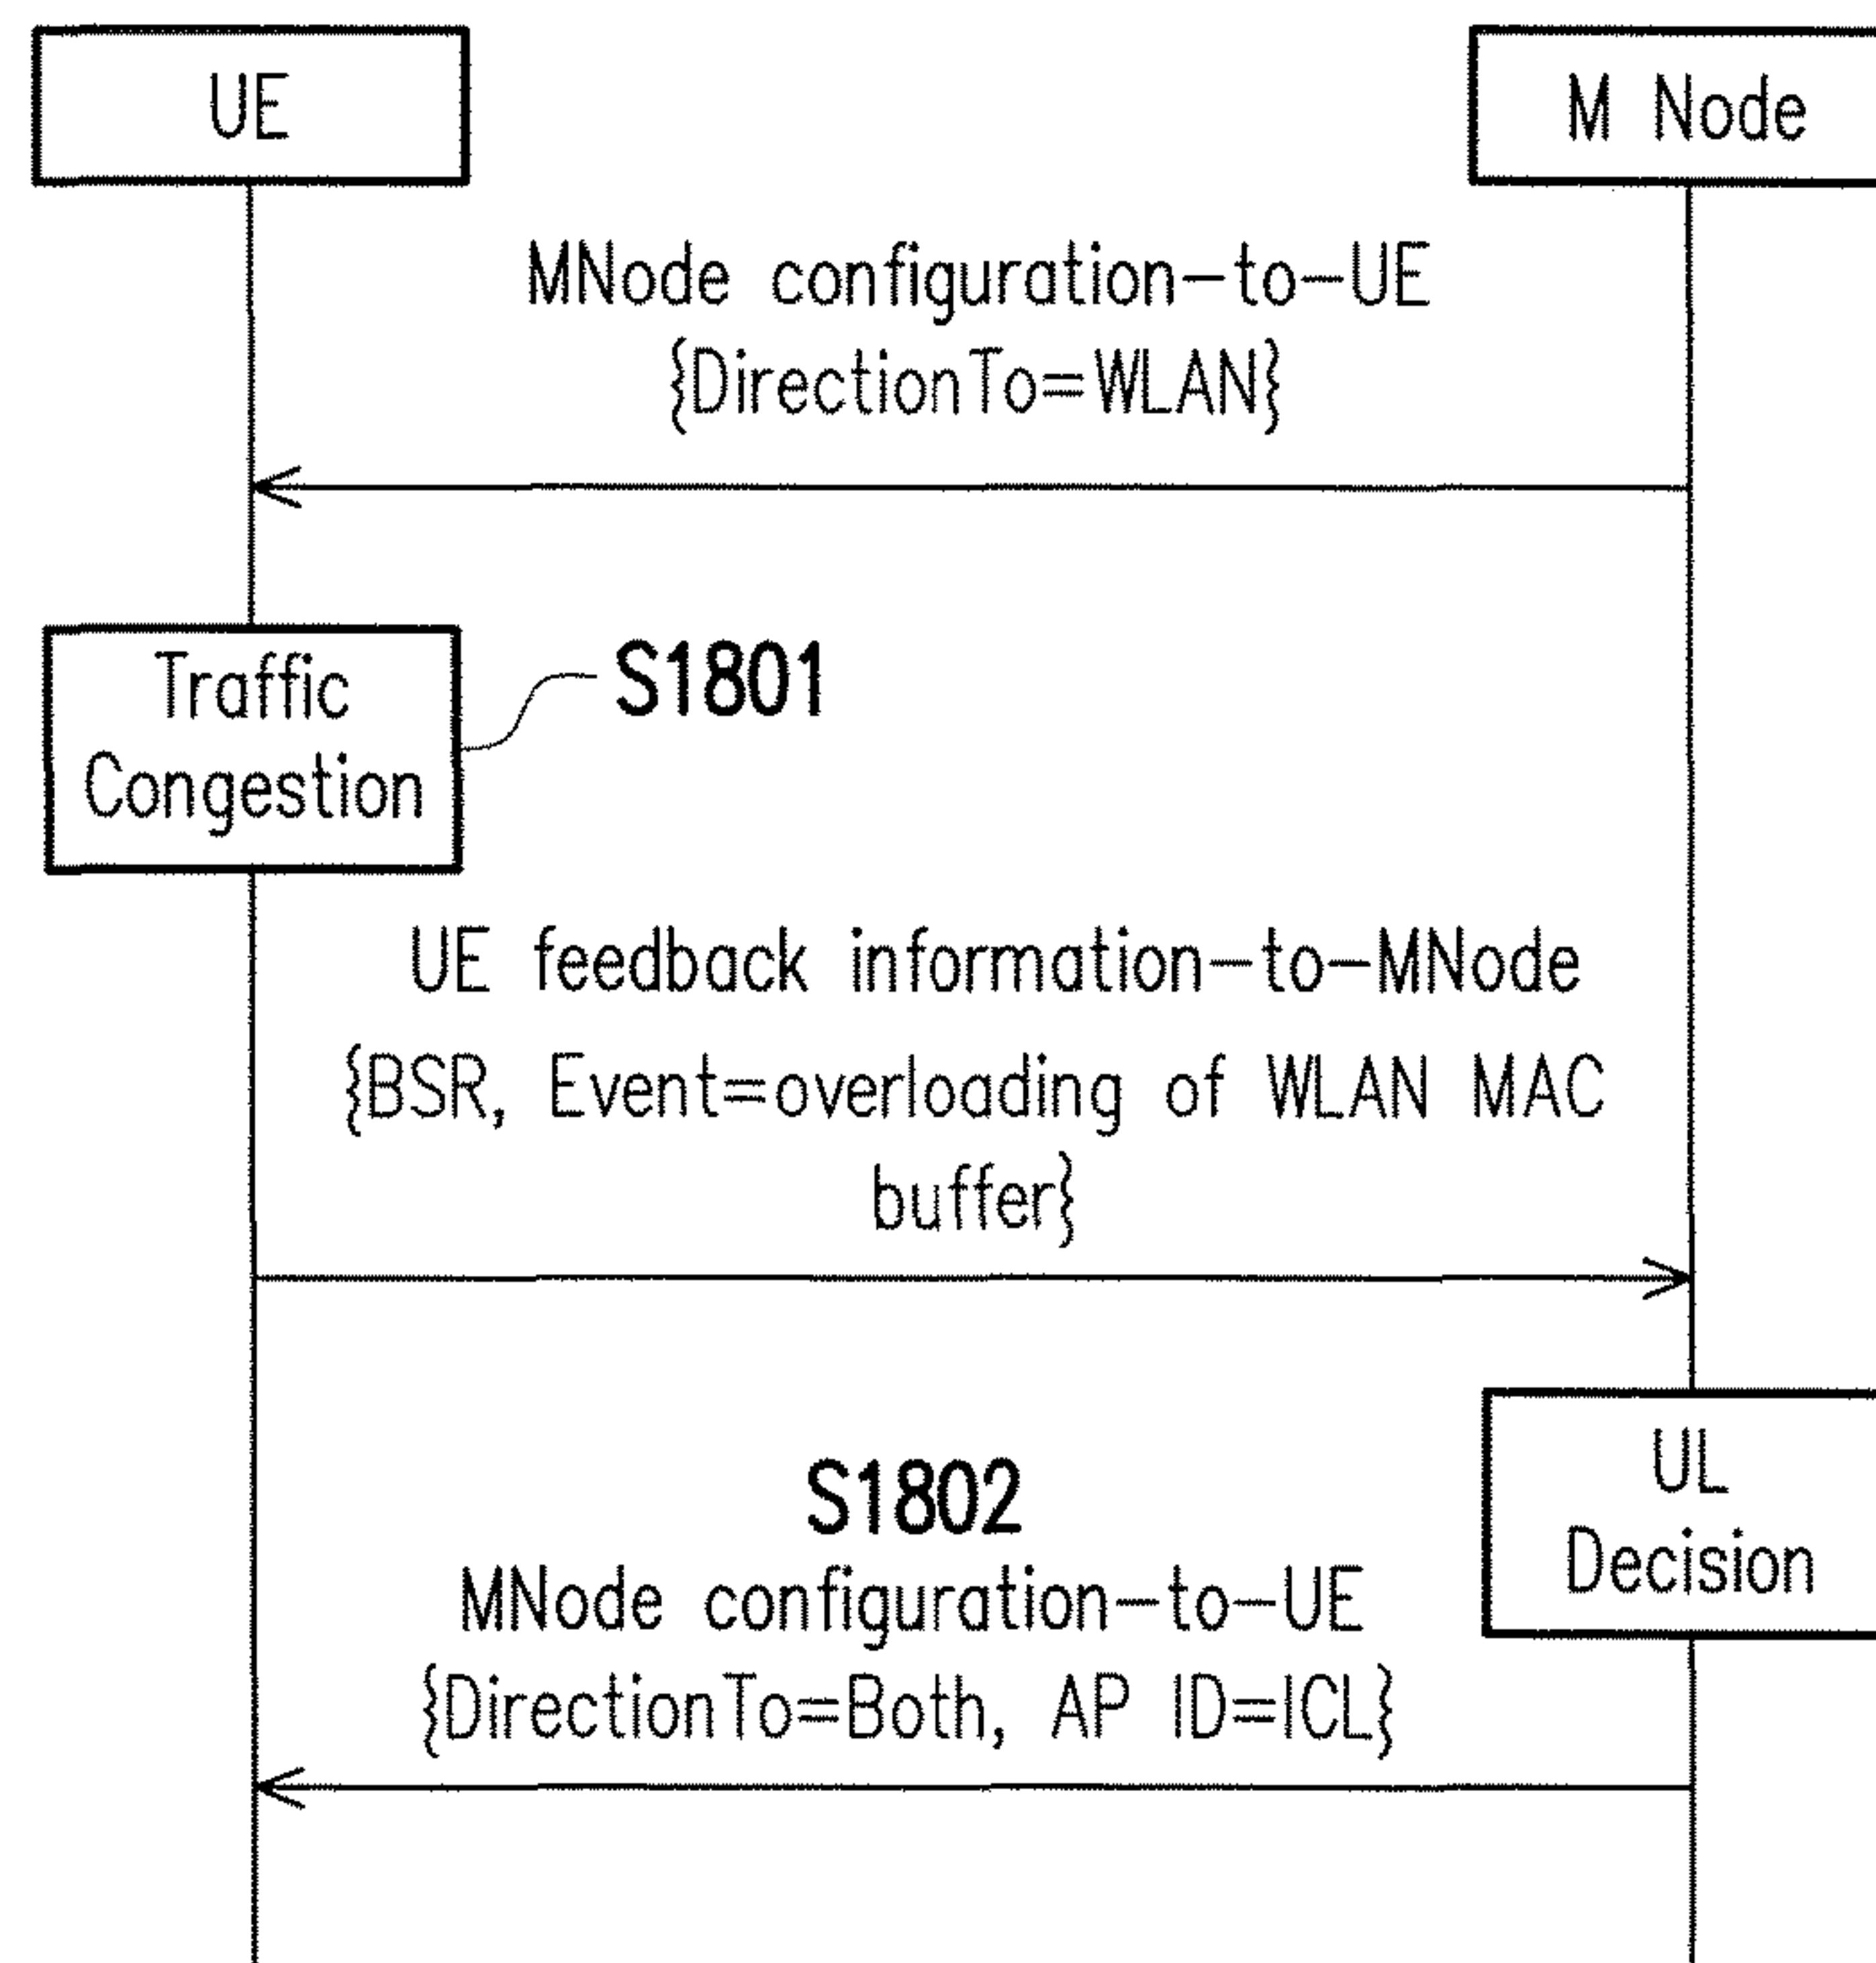 UE
M Node
MNode configuration-to-UE
{DirectionTo=WLAN}
Traffic
Congestion
S1801
UE feedback information-to-MNode
{BSR, Event=overloading of WLAN MAC
buffer}
UL
Decision
S1802
MNode configuration-to-UE
{DirectionTo=Both, AP ID=ICL}